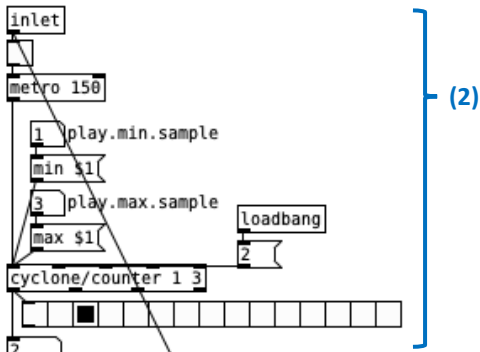 inlet
(2)
metro 150
1 play.min.sample
min $1
3 play.max.sample
loadbang
max $1
2
cyclone/counter 1 3
2